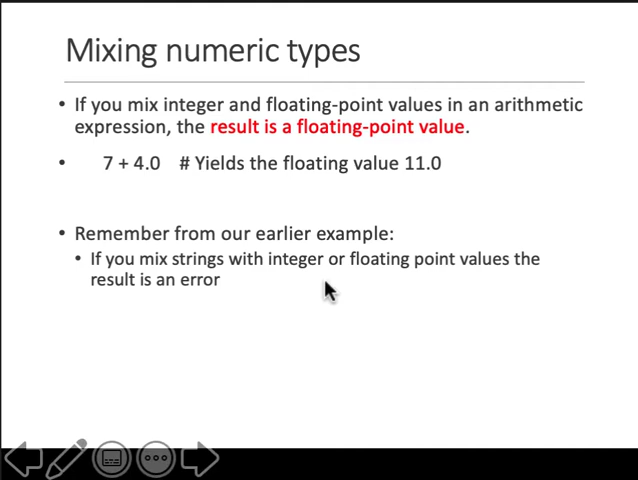 Mixing numeric types
• If you mix integer and floating-point values in an arithmetic
expression, the result is a floating-point value.
• 7 + 4.0 # Yields the floating value 11.0
• Remember from our earlier example:
• If you mix strings with integer or floating point values the
result is an error